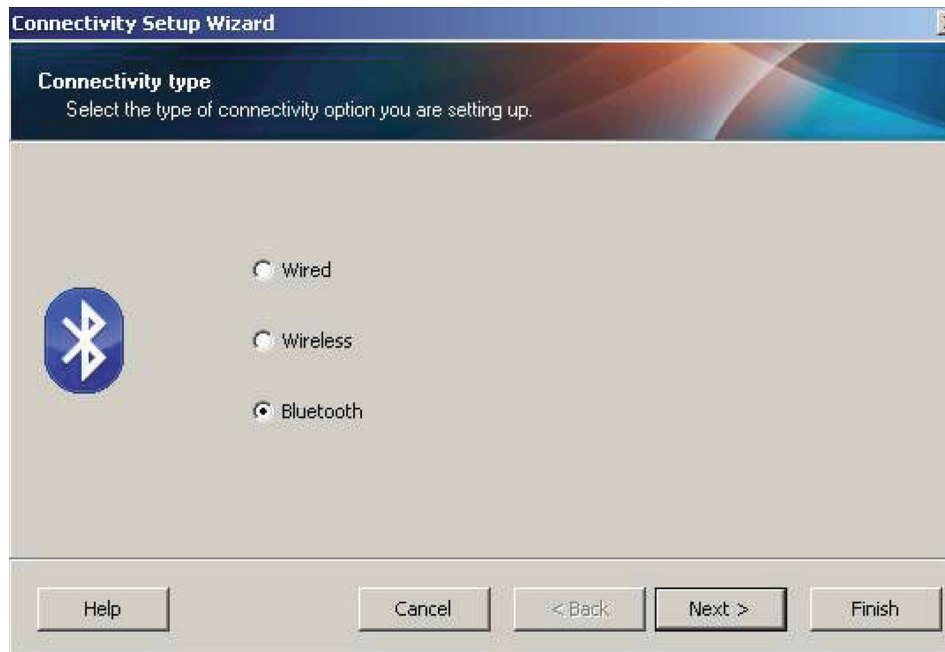 Connectivity Setup Wizard
Connectivity type
Select the type of connectivity option you are setting up.
Wired
Wireless
Bluetooth
Help
Cancel
< Back
Next >
Finish